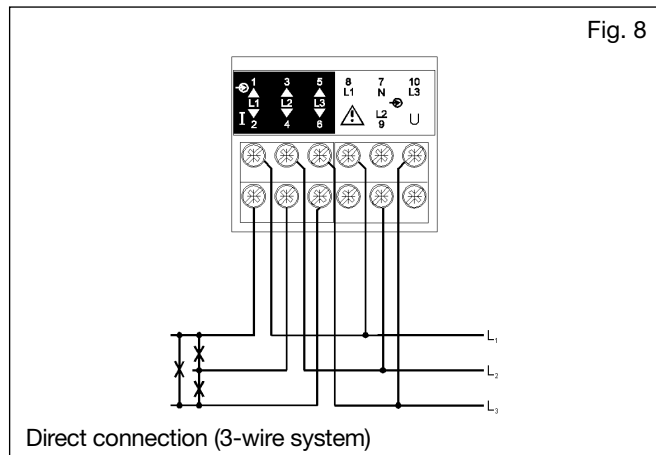 Fig. 8
1 3 5 8 7 10
L1 N L3
L1 L2 L3
I 2 4 6 L2 9 U
L₁
L₂
L₃
Direct connection (3-wire system)